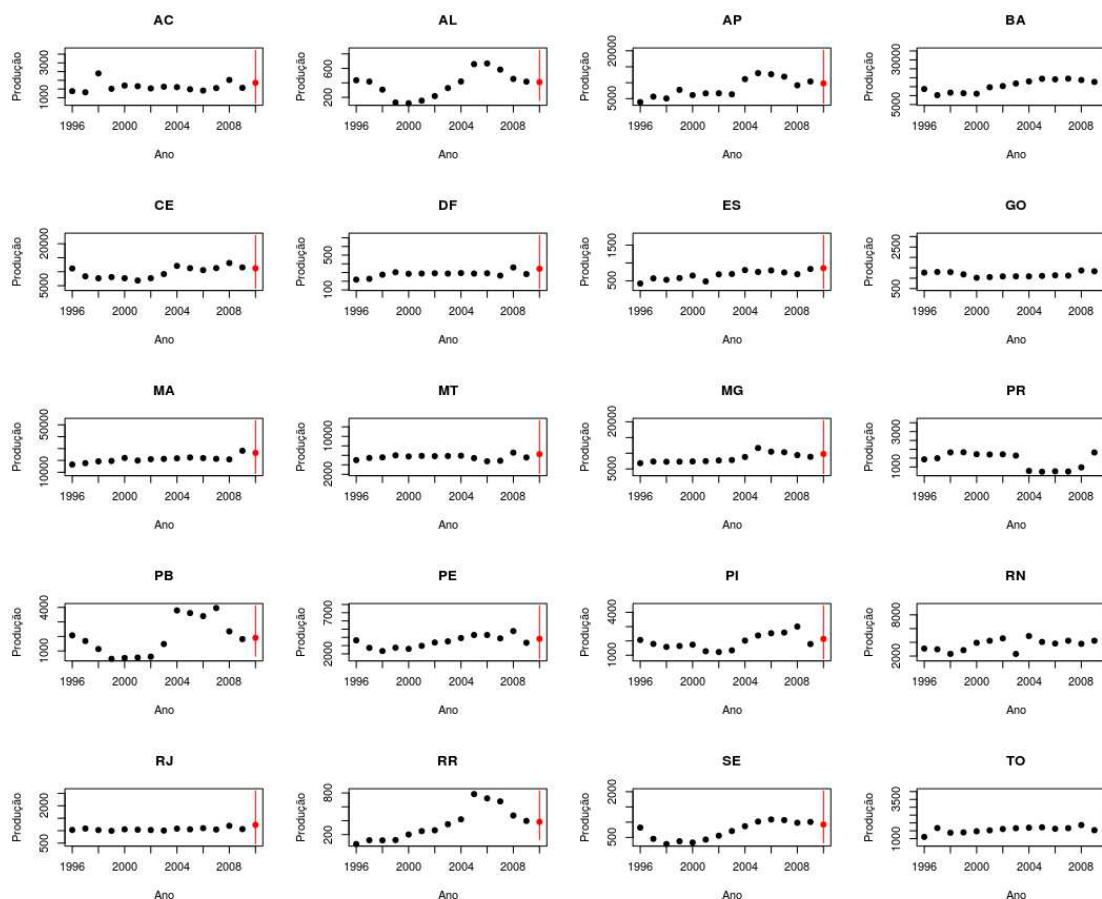 AC
Produção
3000
1000
1996 2000 2004 2008
Ano
AL
Produção
600
200
1996 2000 2004 2008
Ano
AP
Produção
20000
5000
1996 2000 2004 2008
Ano
BA
Produção
30000
5000
1996 2000 2004 2008
Ano
CE
Produção
20000
5000
1996 2000 2004 2008
Ano
DF
Produção
500
100
1996 2000 2004 2008
Ano
ES
Produção
1500
500
1996 2000 2004 2008
Ano
GO
Produção
2500
500
1996 2000 2004 2008
Ano
MA
Produção
50000
10000
1996 2000 2004 2008
Ano
MT
Produção
10000
2000
1996 2000 2004 2008
Ano
MG
Produção
20000
5000
1996 2000 2004 2008
Ano
PR
Produção
3000
1000
1996 2000 2004 2008
Ano
PB
Produção
4000
1000
1996 2000 2004 2008
Ano
PE
Produção
7000
3000
1996 2000 2004 2008
Ano
PI
Produção
4000
1000
1996 2000 2004 2008
Ano
RN
Produção
8000
2000
1996 2000 2004 2008
Ano
RJ
Produção
2000
500
1996 2000 2004 2008
Ano
RR
Produção
800
200
1996 2000 2004 2008
Ano
SE
Produção
2000
500
1996 2000 2004 2008
Ano
TO
Produção
3500
1000
1996 2000 2004 2008
Ano